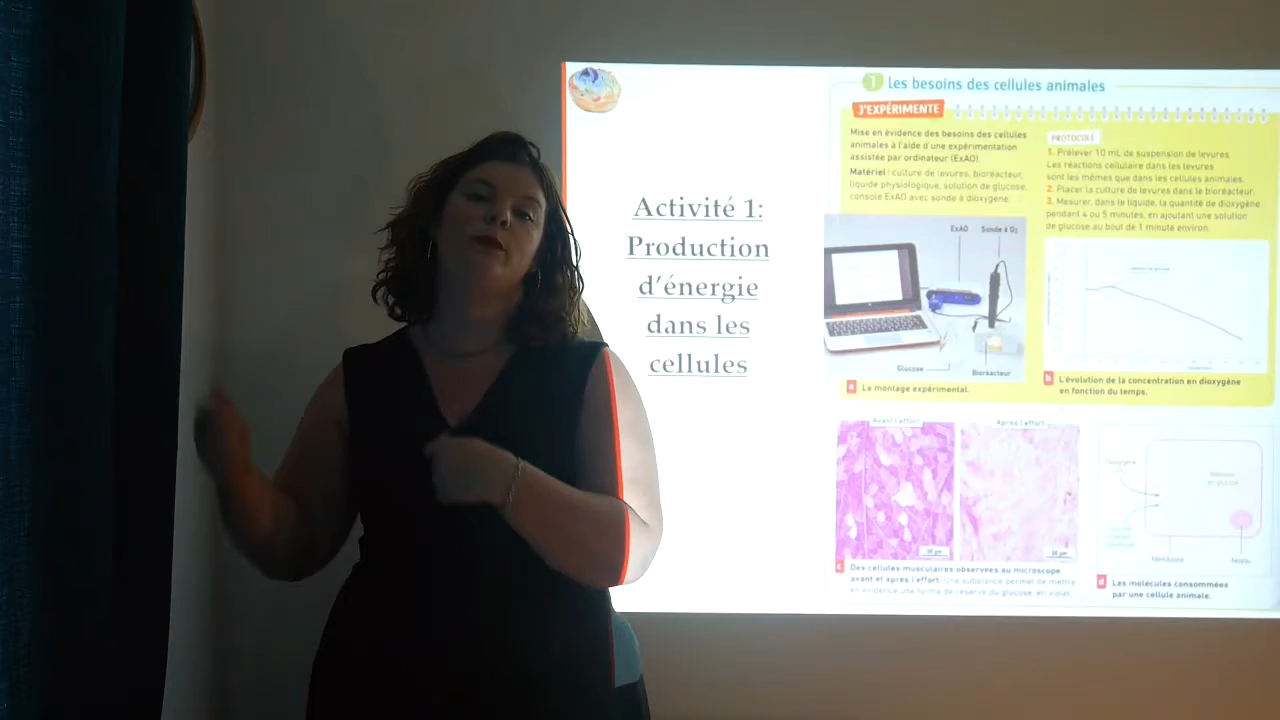 Activité 1:
Production
d'énergie
dans les
cellules
1 Les besoins des cellules animales
J'EXPÉRIMENTE
Mise en évidence des besoins des cellules
animales à l'aide d'une expérimentation
assistée par ordinateur (ExAO).
Matériel : culture de levures, bioréacteur,
liquide physiologique, solution de glucose,
console ExAO avec sonde à dioxygène.
PROTOCOLE
1. Prélever 10 mL de suspension de levures.
Les réactions cellulaire dans les levures
sont les mêmes que dans les cellules animales.
2. Placer la culture de levures dans le bioréacteur.
3. Mesurer, dans le liquide, la quantité de dioxygène
pendant 4 ou 5 minutes, en ajoutant une solution
de glucose au bout de 1 minute environ.
ExAO
Sonde à O2
Glucose
Bioréacteur
a Le montage expérimental.
b L'évolution de la concentration en dioxygène
en fonction du temps.
Avant l'effort
Après l'effort
50 µm
50 µm
c Des cellules musculaires observées au microscope
avant et après l'effort. Une substance permet de mettre
en évidence une forme de réserve du glucose, en violet.
Membrane
Noyau
d Les molécules consommées
par une cellule animale.